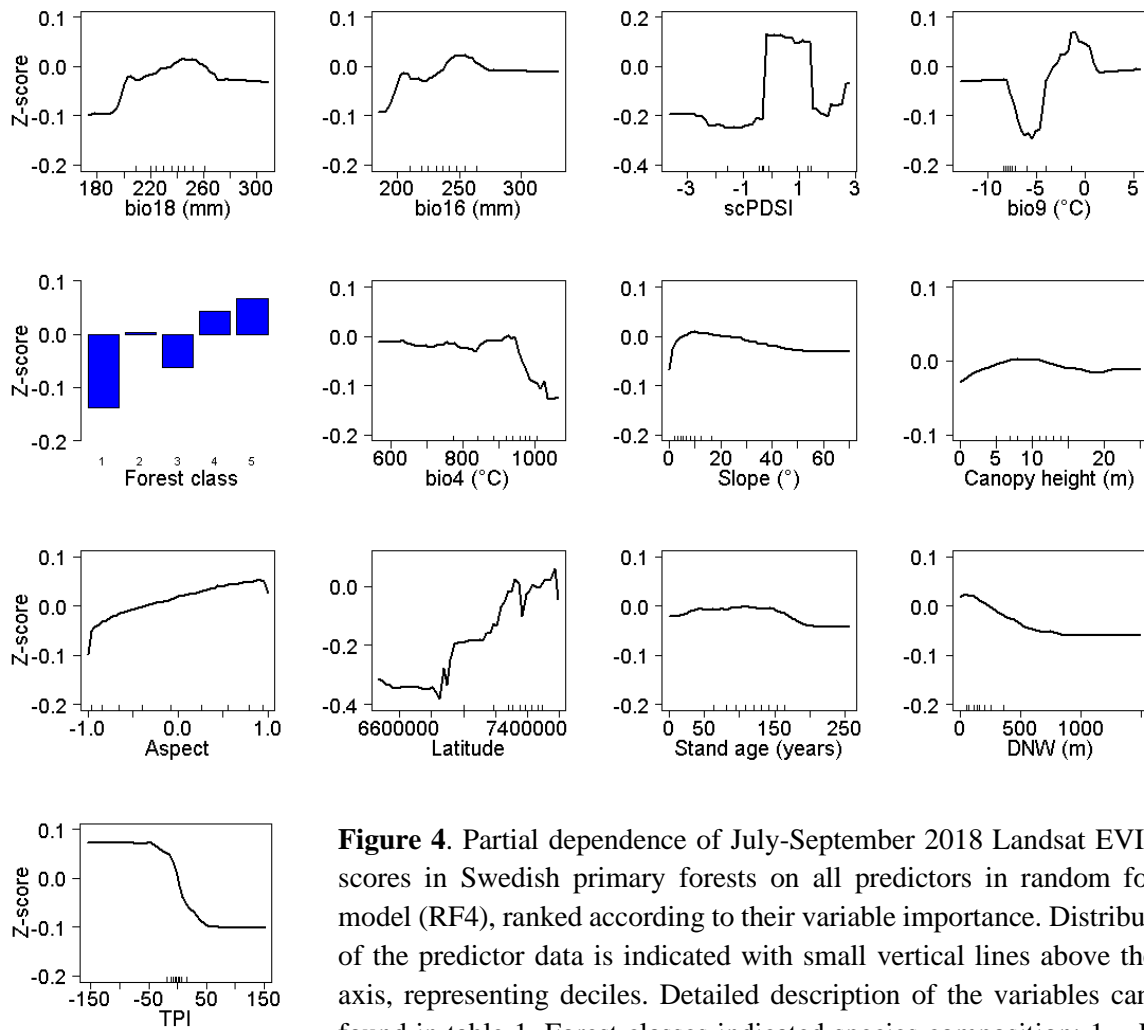 0.1 0.1 0.2 0.1
0.0 0.0 0.0 0.0
Z-score
-0.1 -0.1 -0.2 -0.1
-0.2 -0.2 -0.4 -0.2
180 220 260 300 200 250 300 -3 -1 1 3 -10 -5 0 5
bio18 (mm) bio16 (mm) scPDSI bio9 (°C)
0.1 0.1 0.1 0.1
0.0 0.0 0.0 0.0
Z-score
-0.1 -0.1 -0.1
-0.2 -0.2 -0.2 -0.1
1 2 3 4 5 600 800 1000 0 20 40 60 0 5 10 20
Forest class bio4 (°C) Slope (°) Canopy height (m)
0.1 0.1 0.1
0.0 0.0 0.0 0.0
Z-score
-0.1 -0.2 -0.1 -0.1
-0.2 -0.4 -0.2 -0.2
-1.0 0.0 1.0 6600000 7400000 0 50 150 250 0 500 1000
Aspect Latitude Stand age (years) DNW (m)
0.1
0.0
Z-score
-0.1
-0.2
-150 -50 50 150
TPI
Figure 4. Partial dependence of July-September 2018 Landsat EVI
scores in Swedish primary forests on all predictors in random fo
model (RF4), ranked according to their variable importance. Distribu
of the predictor data is indicated with small vertical lines above the
axis, representing deciles. Detailed description of the variables can